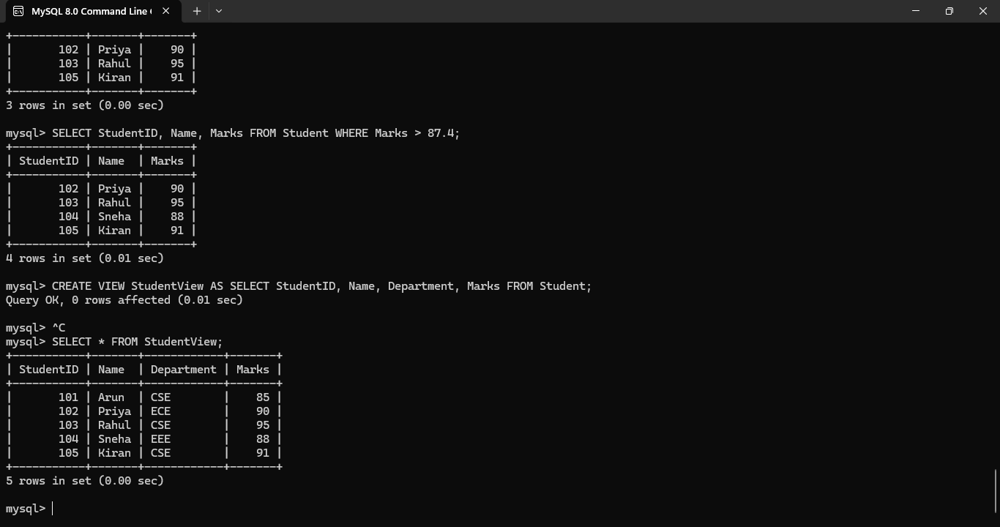 MySQL 8.0 Command Line
+-----------+-------+-------+
|       102 | Priya |    90 |
|       103 | Rahul |    95 |
|       105 | Kiran |    91 |
+-----------+-------+-------+
3 rows in set (0.00 sec)
mysql> SELECT StudentID, Name, Marks FROM Student WHERE Marks > 87.4;
+-----------+-------+-------+
| StudentID | Name  | Marks |
+-----------+-------+-------+
|       102 | Priya |    90 |
|       103 | Rahul |    95 |
|       104 | Sneha |    88 |
|       105 | Kiran |    91 |
+-----------+-------+-------+
4 rows in set (0.01 sec)
mysql> CREATE VIEW StudentView AS SELECT StudentID, Name, Department, Marks FROM Student;
Query OK, 0 rows affected (0.01 sec)
mysql> ^C
mysql> SELECT * FROM StudentView;
+-----------+-------+------------+-------+
| StudentID | Name  | Department | Marks |
+-----------+-------+------------+-------+
|       101 | Arun  | CSE        |    85 |
|       102 | Priya | ECE        |    90 |
|       103 | Rahul | CSE        |    95 |
|       104 | Sneha | EEE        |    88 |
|       105 | Kiran | CSE        |    91 |
+-----------+-------+------------+-------+
5 rows in set (0.00 sec)
mysql>